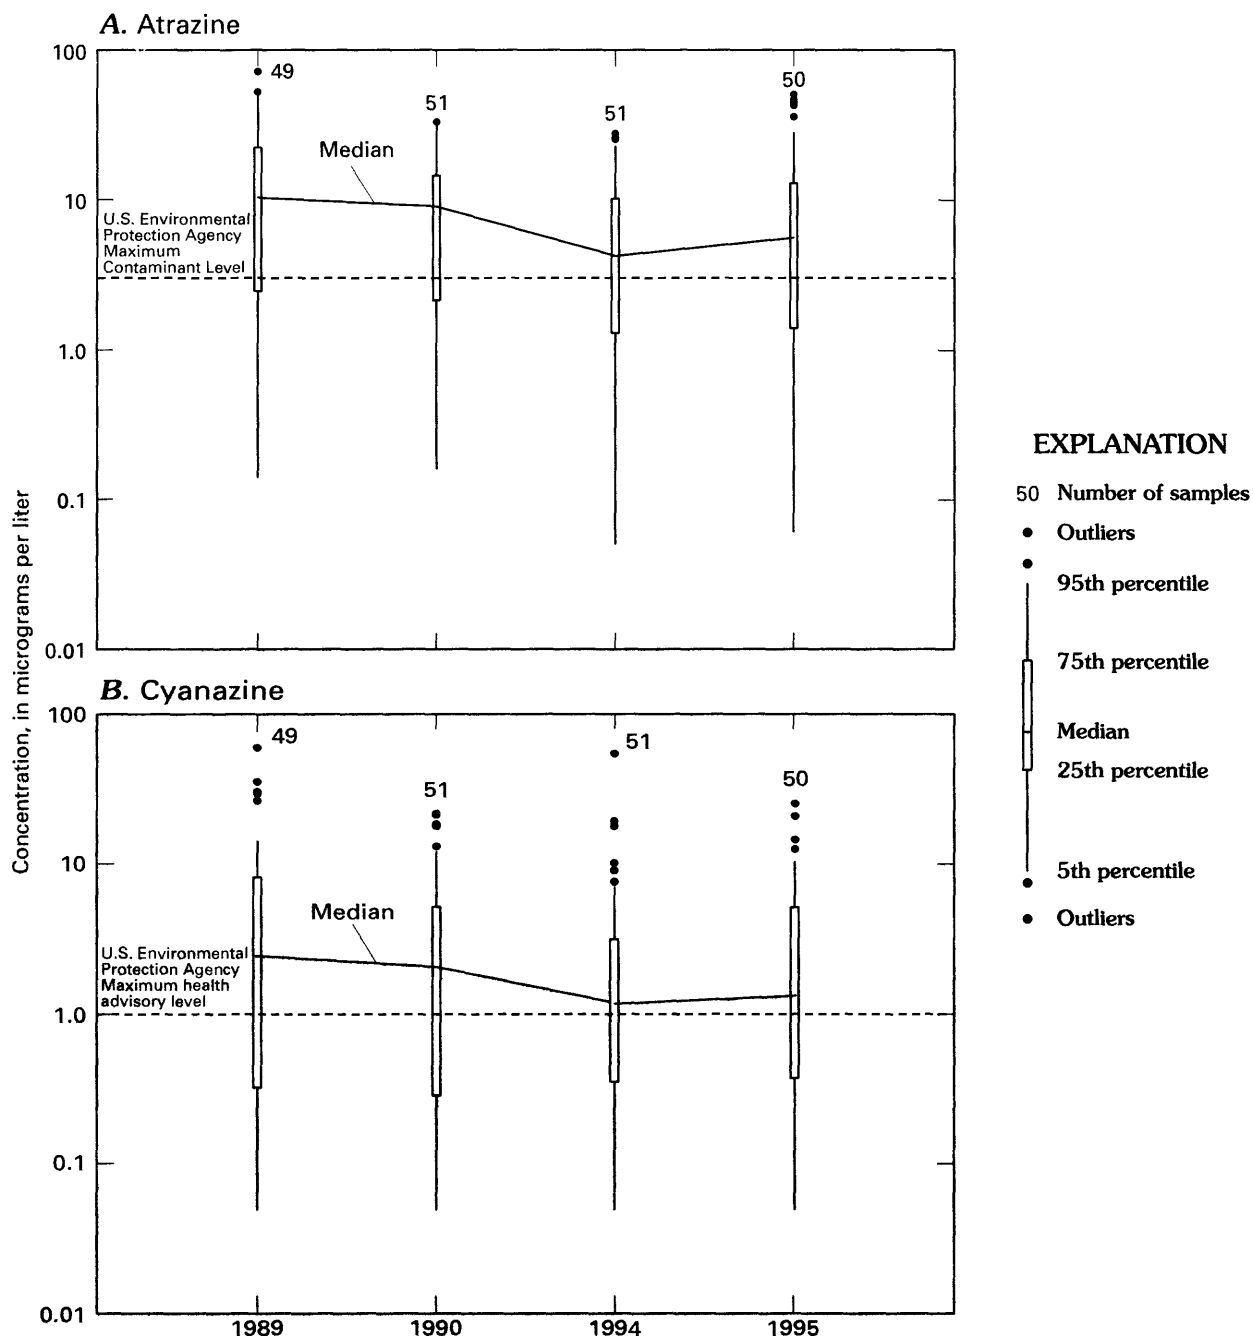 A. Atrazine
100
49
51
51
50
Median
10
U.S. Environmental
Protection Agency
Maximum
Contaminant Level
1.0
0.1
0.01
Concentration, in micrograms per liter
B. Cyanazine
100
49
51
51
50
10
Median
U.S. Environmental
Protection Agency
Maximum health
advisory level
1.0
0.1
0.01
1989
1990
1994
1995
EXPLANATION
50 Number of samples
Outliers
95th percentile
75th percentile
Median
25th percentile
5th percentile
Outliers